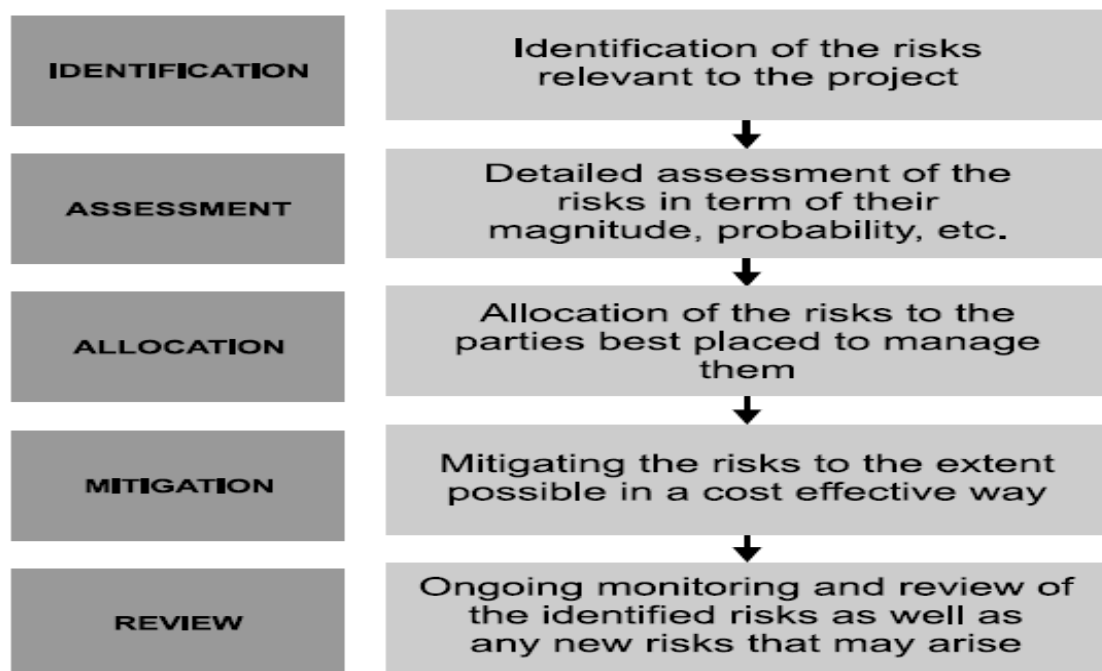 IDENTIFICATION
Identification of the risks
relevant to the project
ASSESSMENT
Detailed assessment of the
risks in term of their
magnitude, probability, etc.
ALLOCATION
Allocation of the risks to the
parties best placed to manage
them
MITIGATION
Mitigating the risks to the extent
possible in a cost effective way
REVIEW
Ongoing monitoring and review of
the identified risks as well as
any new risks that may arise